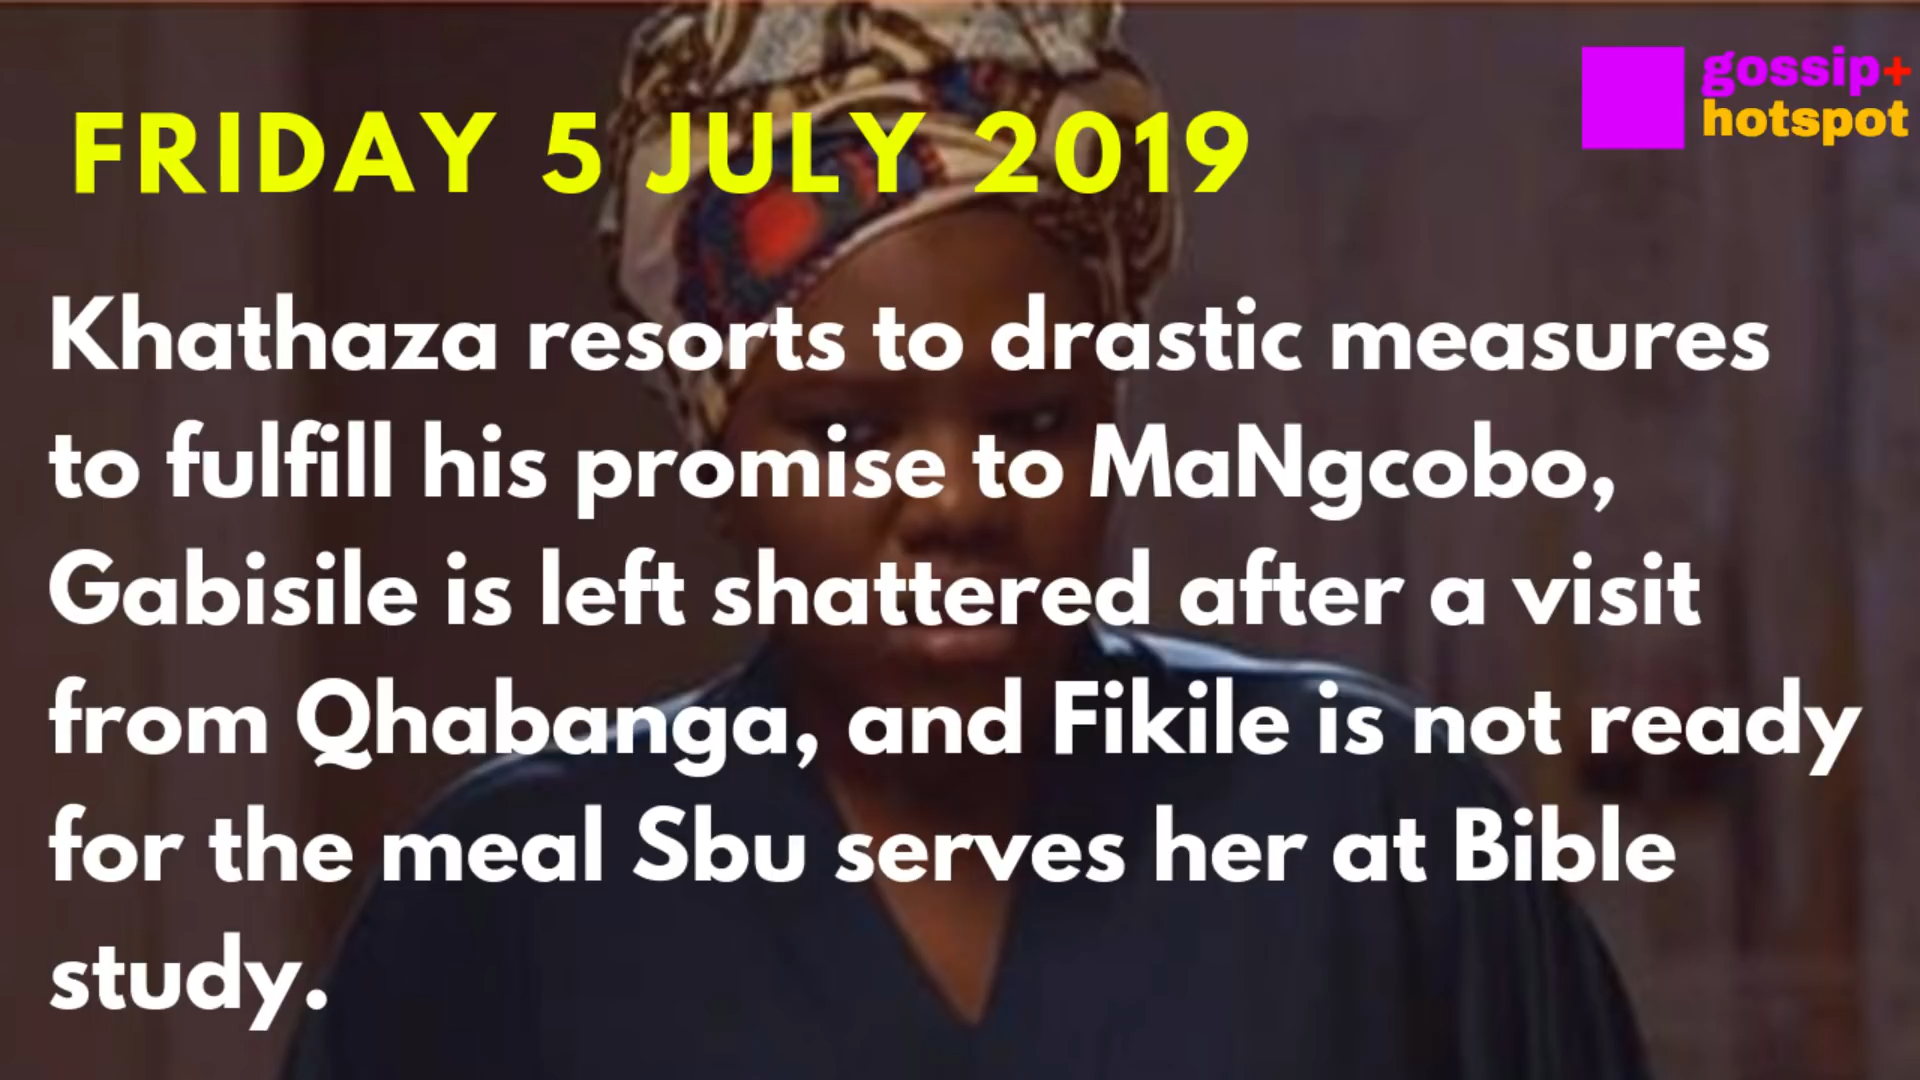 gossip+
hotspot
FRIDAY 5 JULY 2019
Khathaza resorts to drastic measures
to fulfill his promise to MaNgcobo,
Gabisile is left shattered after a visit
from Qhabanga, and Fikile is not ready
for the meal Sbu serves her at Bible
study.